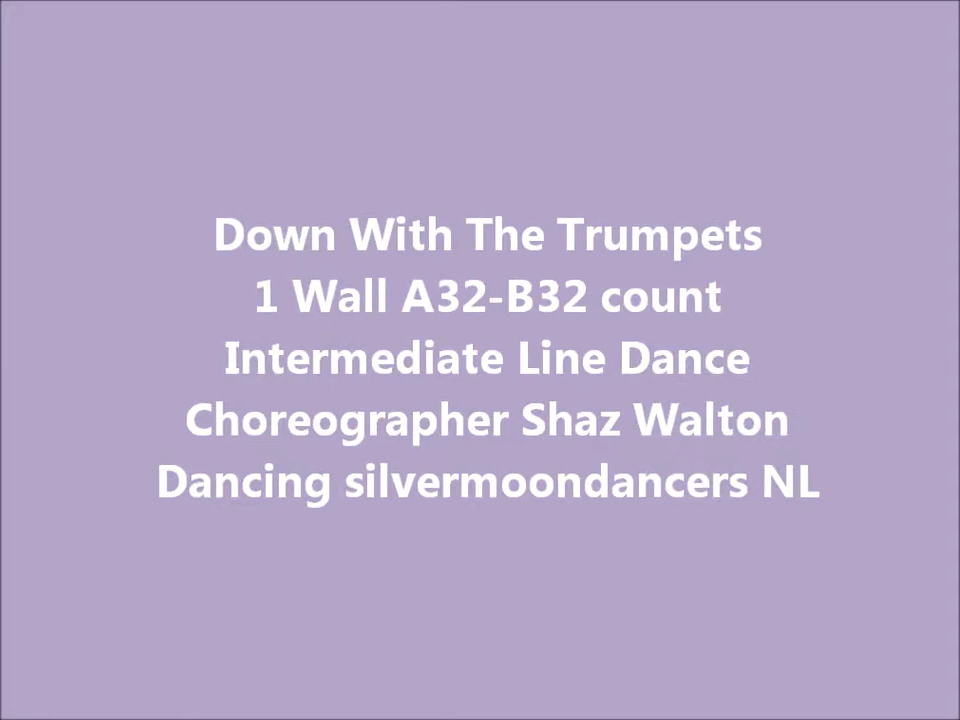 Down With The Trumpets
1 Wall A32-B32 count
Intermediate Line Dance
Choreographer Shaz Walton
Dancing silvermoondancers NL